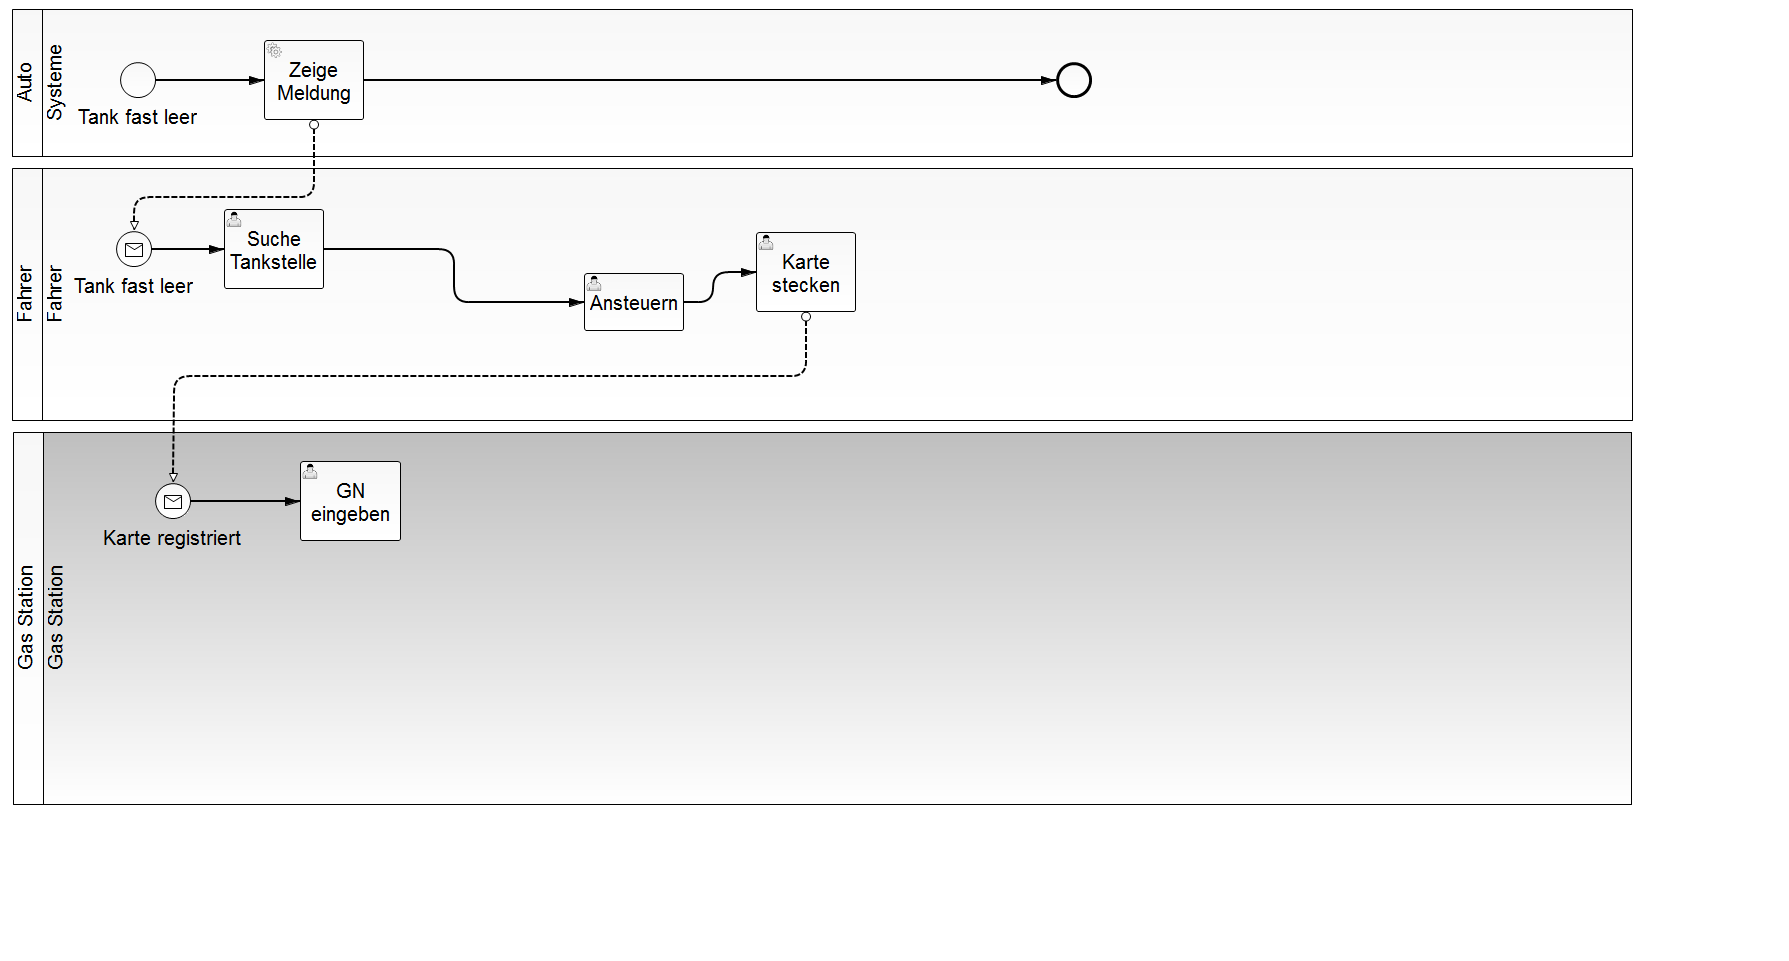 Auto
Systeme
Tank fast leer
Zeige
Meldung
Fahrer
Fahrer
Tank fast leer
Suche
Tankstelle
Ansteuern
Karte
stecken
Gas Station
Gas Station
Karte registriert
GN
eingeben